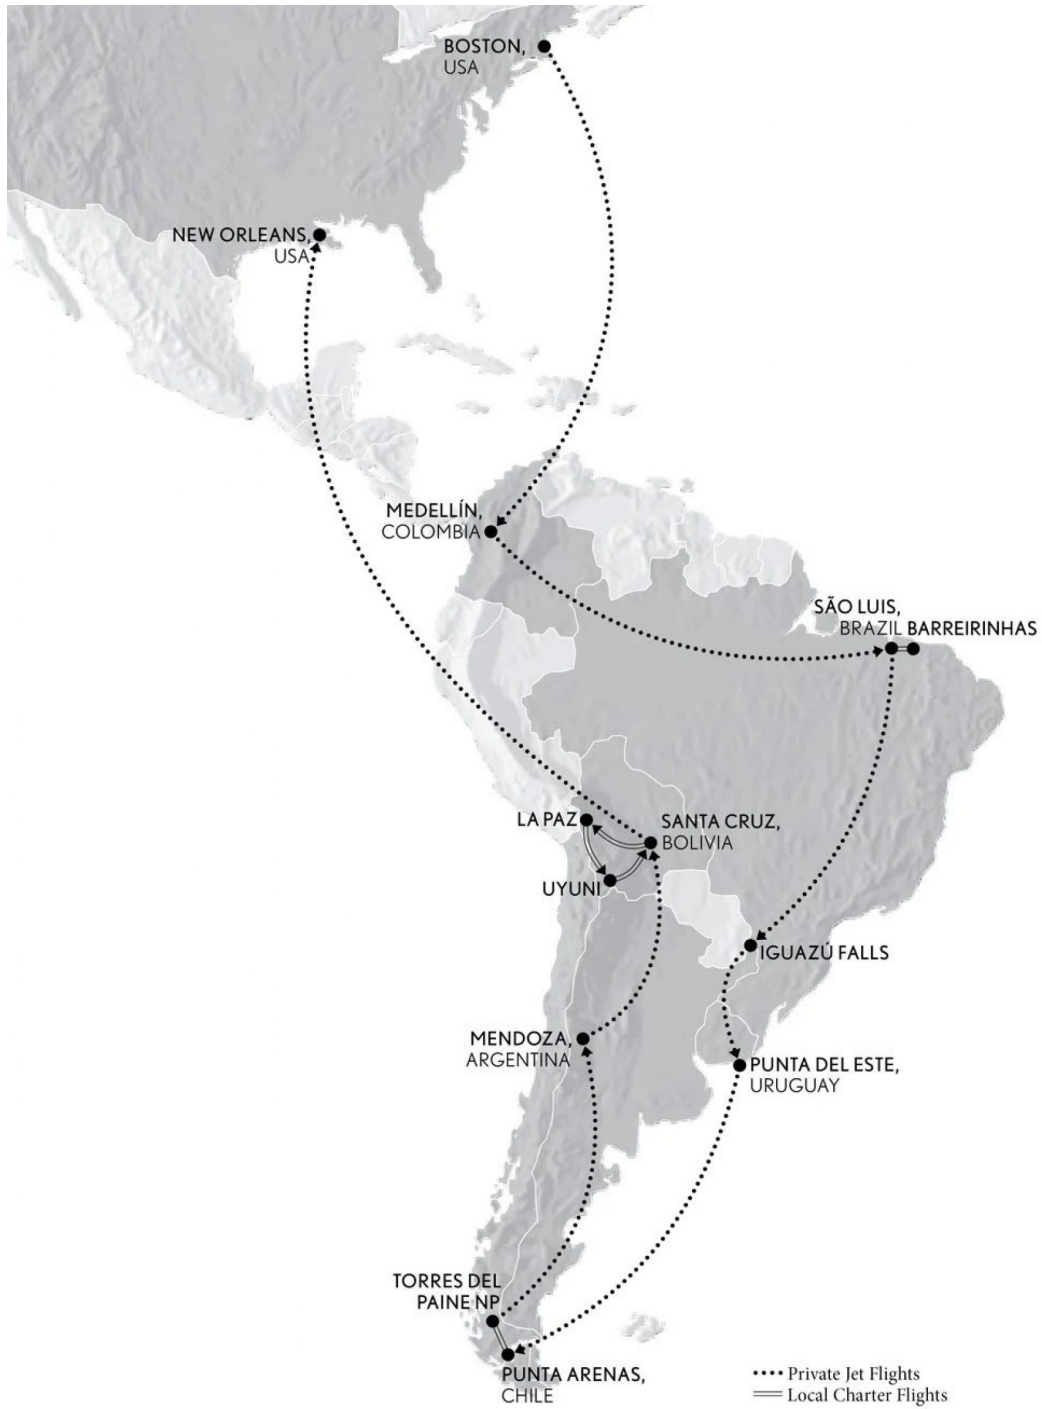 BOSTON,
USA
NEW ORLEANS,
USA
MEDELLÍN,
COLOMBIA
SÃO LUIS,
BRAZIL BARREIRINHAS
LA PAZ
SANTA CRUZ,
BOLIVIA
UYUNI
IGUAZÚ FALLS
MENDOZA,
ARGENTINA
PUNTA DEL ESTE,
URUGUAY
TORRES DEL
PAINE NP
PUNTA ARENAS,
CHILE
Private Jet Flights
Local Charter Flights